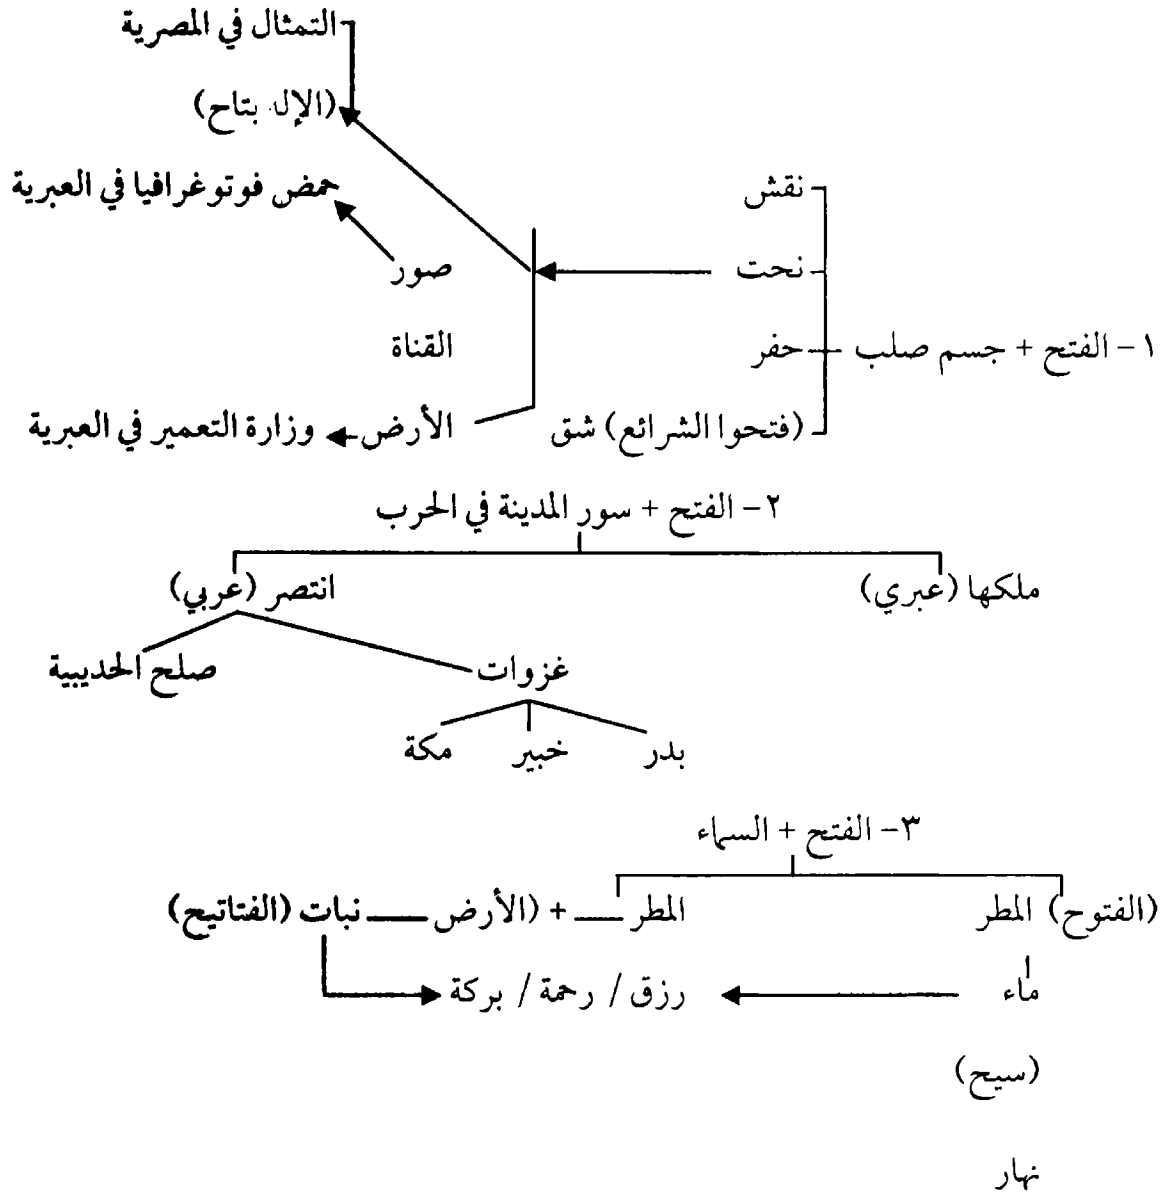 التمثال في المصرية
(الإله بتاح)
نقش حمض فوتوغرافيا في العبرية
نحت صور
١- الفتح + جسم صلب حفر القناة
(فتحوا الشرائع) شق الأرض وزارة التعمير في العبرية
٢- الفتح + سور المدينة في الحرب
ملكها (عبري) انتصر (عربي)
غزوات صلح الحديبية
بدر خيبر مكة
٣- الفتح + السماء
(الفتوح) المطر المطر + (الأرض نبات (الفتاتيح)
ماء رزق / رحمة / بركة
(سيح)
نهار